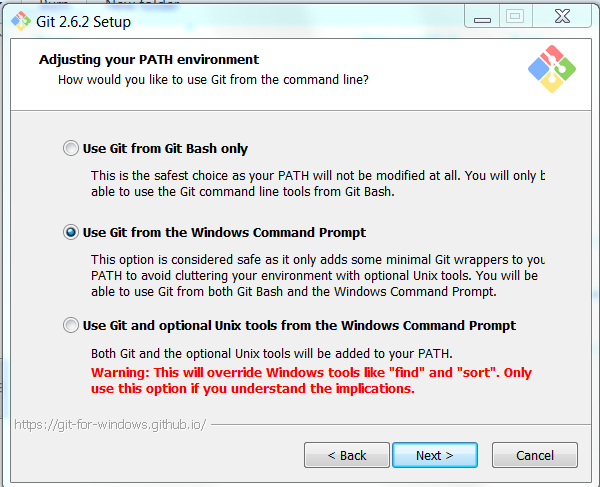 Burn New folder
Git 2.6.2 Setup
Adjusting your PATH environment
How would you like to use Git from the command line?
Use Git from Git Bash only
This is the safest choice as your PATH will not be modified at all. You will only b
able to use the Git command line tools from Git Bash.
Use Git from the Windows Command Prompt
This option is considered safe as it only adds some minimal Git wrappers to you
PATH to avoid cluttering your environment with optional Unix tools. You will be
able to use Git from both Git Bash and the Windows Command Prompt.
Use Git and optional Unix tools from the Windows Command Prompt
Both Git and the optional Unix tools will be added to your PATH.
Warning: This will override Windows tools like "find" and "sort". Only
use this option if you understand the implications.
https://git-for-windows.github.io/
< Back Next > Cancel